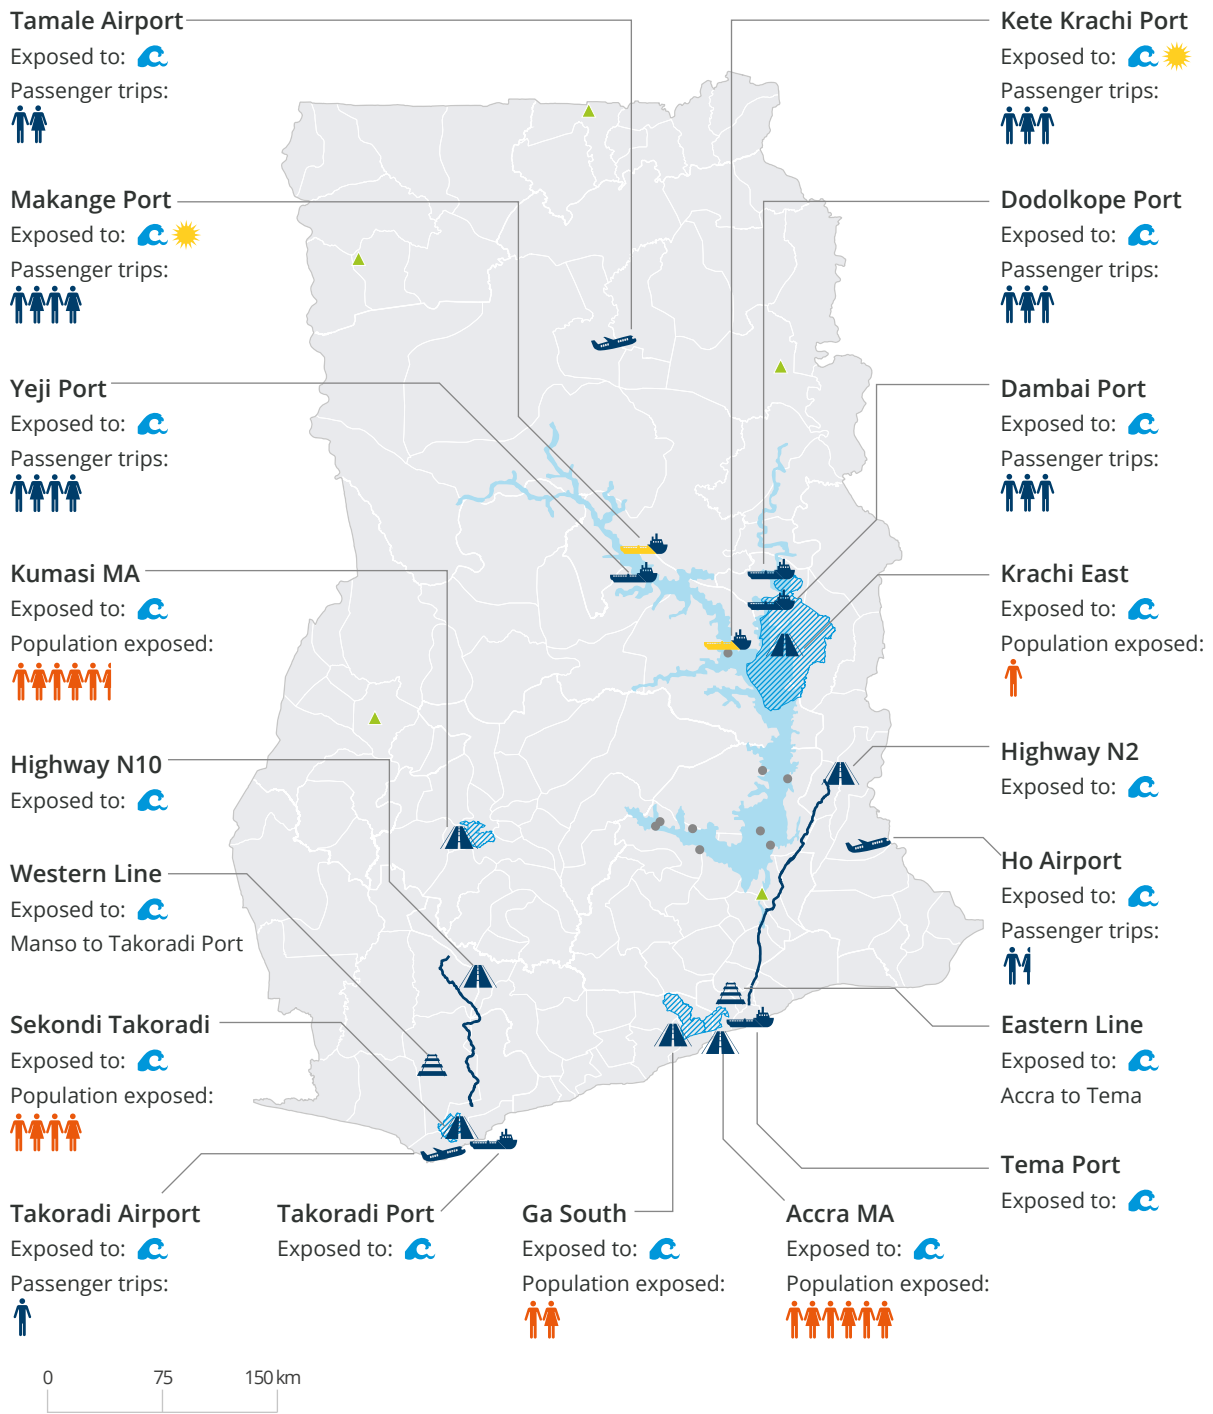 Tamale Airport
Exposed to:
Passenger trips:
Makange Port
Exposed to:
Passenger trips:
Yeji Port
Exposed to:
Passenger trips:
Kumasi MA
Exposed to:
Population exposed:
Highway N10
Exposed to:
Western Line
Exposed to:
Manso to Takoradi Port
Sekondi Takoradi
Exposed to:
Population exposed:
Takoradi Airport
Exposed to:
Passenger trips:
Takoradi Port
Exposed to:
Ga South
Exposed to:
Population exposed:
Accra MA
Exposed to:
Population exposed:
Kete Krachi Port
Exposed to:
Passenger trips:
Dodolkope Port
Exposed to:
Passenger trips:
Dambai Port
Exposed to:
Passenger trips:
Krachi East
Exposed to:
Population exposed:
Highway N2
Exposed to:
Ho Airport
Exposed to:
Passenger trips:
Eastern Line
Exposed to:
Accra to Tema
Tema Port
Exposed to:
0 75 150 km